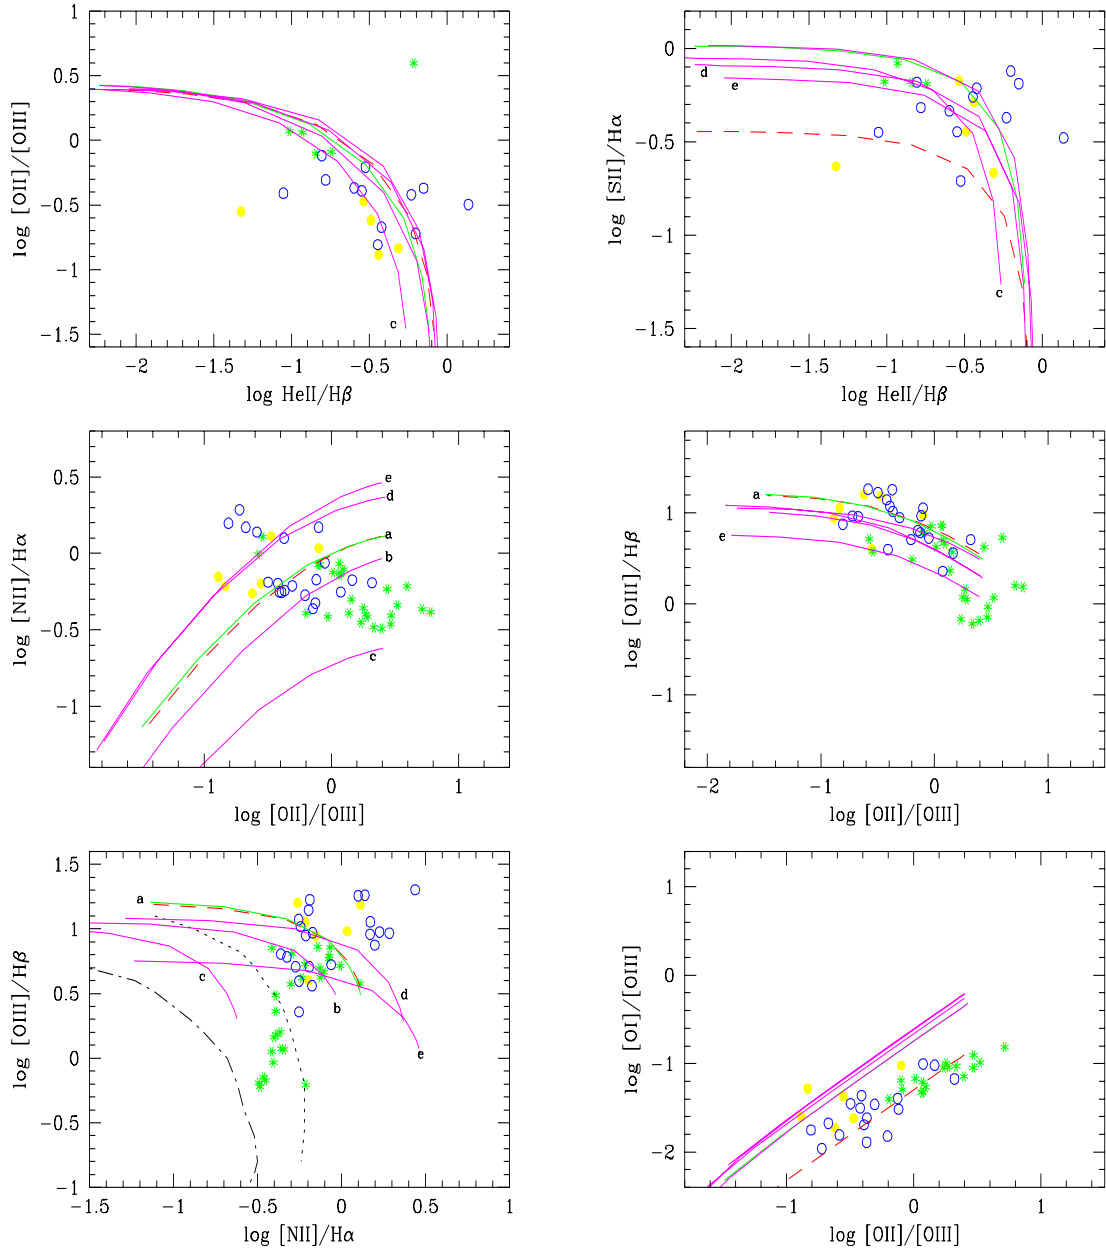 1
0.5
0
−0.5
−1
−1.5
log [OII]/[OIII]
c
−2
−1.5
−1
−0.5
0
log HeII/Hβ
0
−0.5
−1
−1.5
log [SII]/Hα
d
e
c
−2
−1.5
−1
−0.5
0
log HeII/Hβ
0.5
0
−0.5
−1
log [NII]/Hα
e
d
a
b
c
−1
0
1
log [OII]/[OIII]
1
0
−1
log [OIII]/Hβ
a
e
−2
−1
0
1
log [OII]/[OIII]
1.5
1
0.5
0
−0.5
−1
log [OIII]/Hβ
a
c
b
d
e
−1.5
−1
−0.5
0
0.5
log [NII]/Hα
1
0
−1
−2
log [OI]/[OIII]
−1
0
1
log [OII]/[OIII]